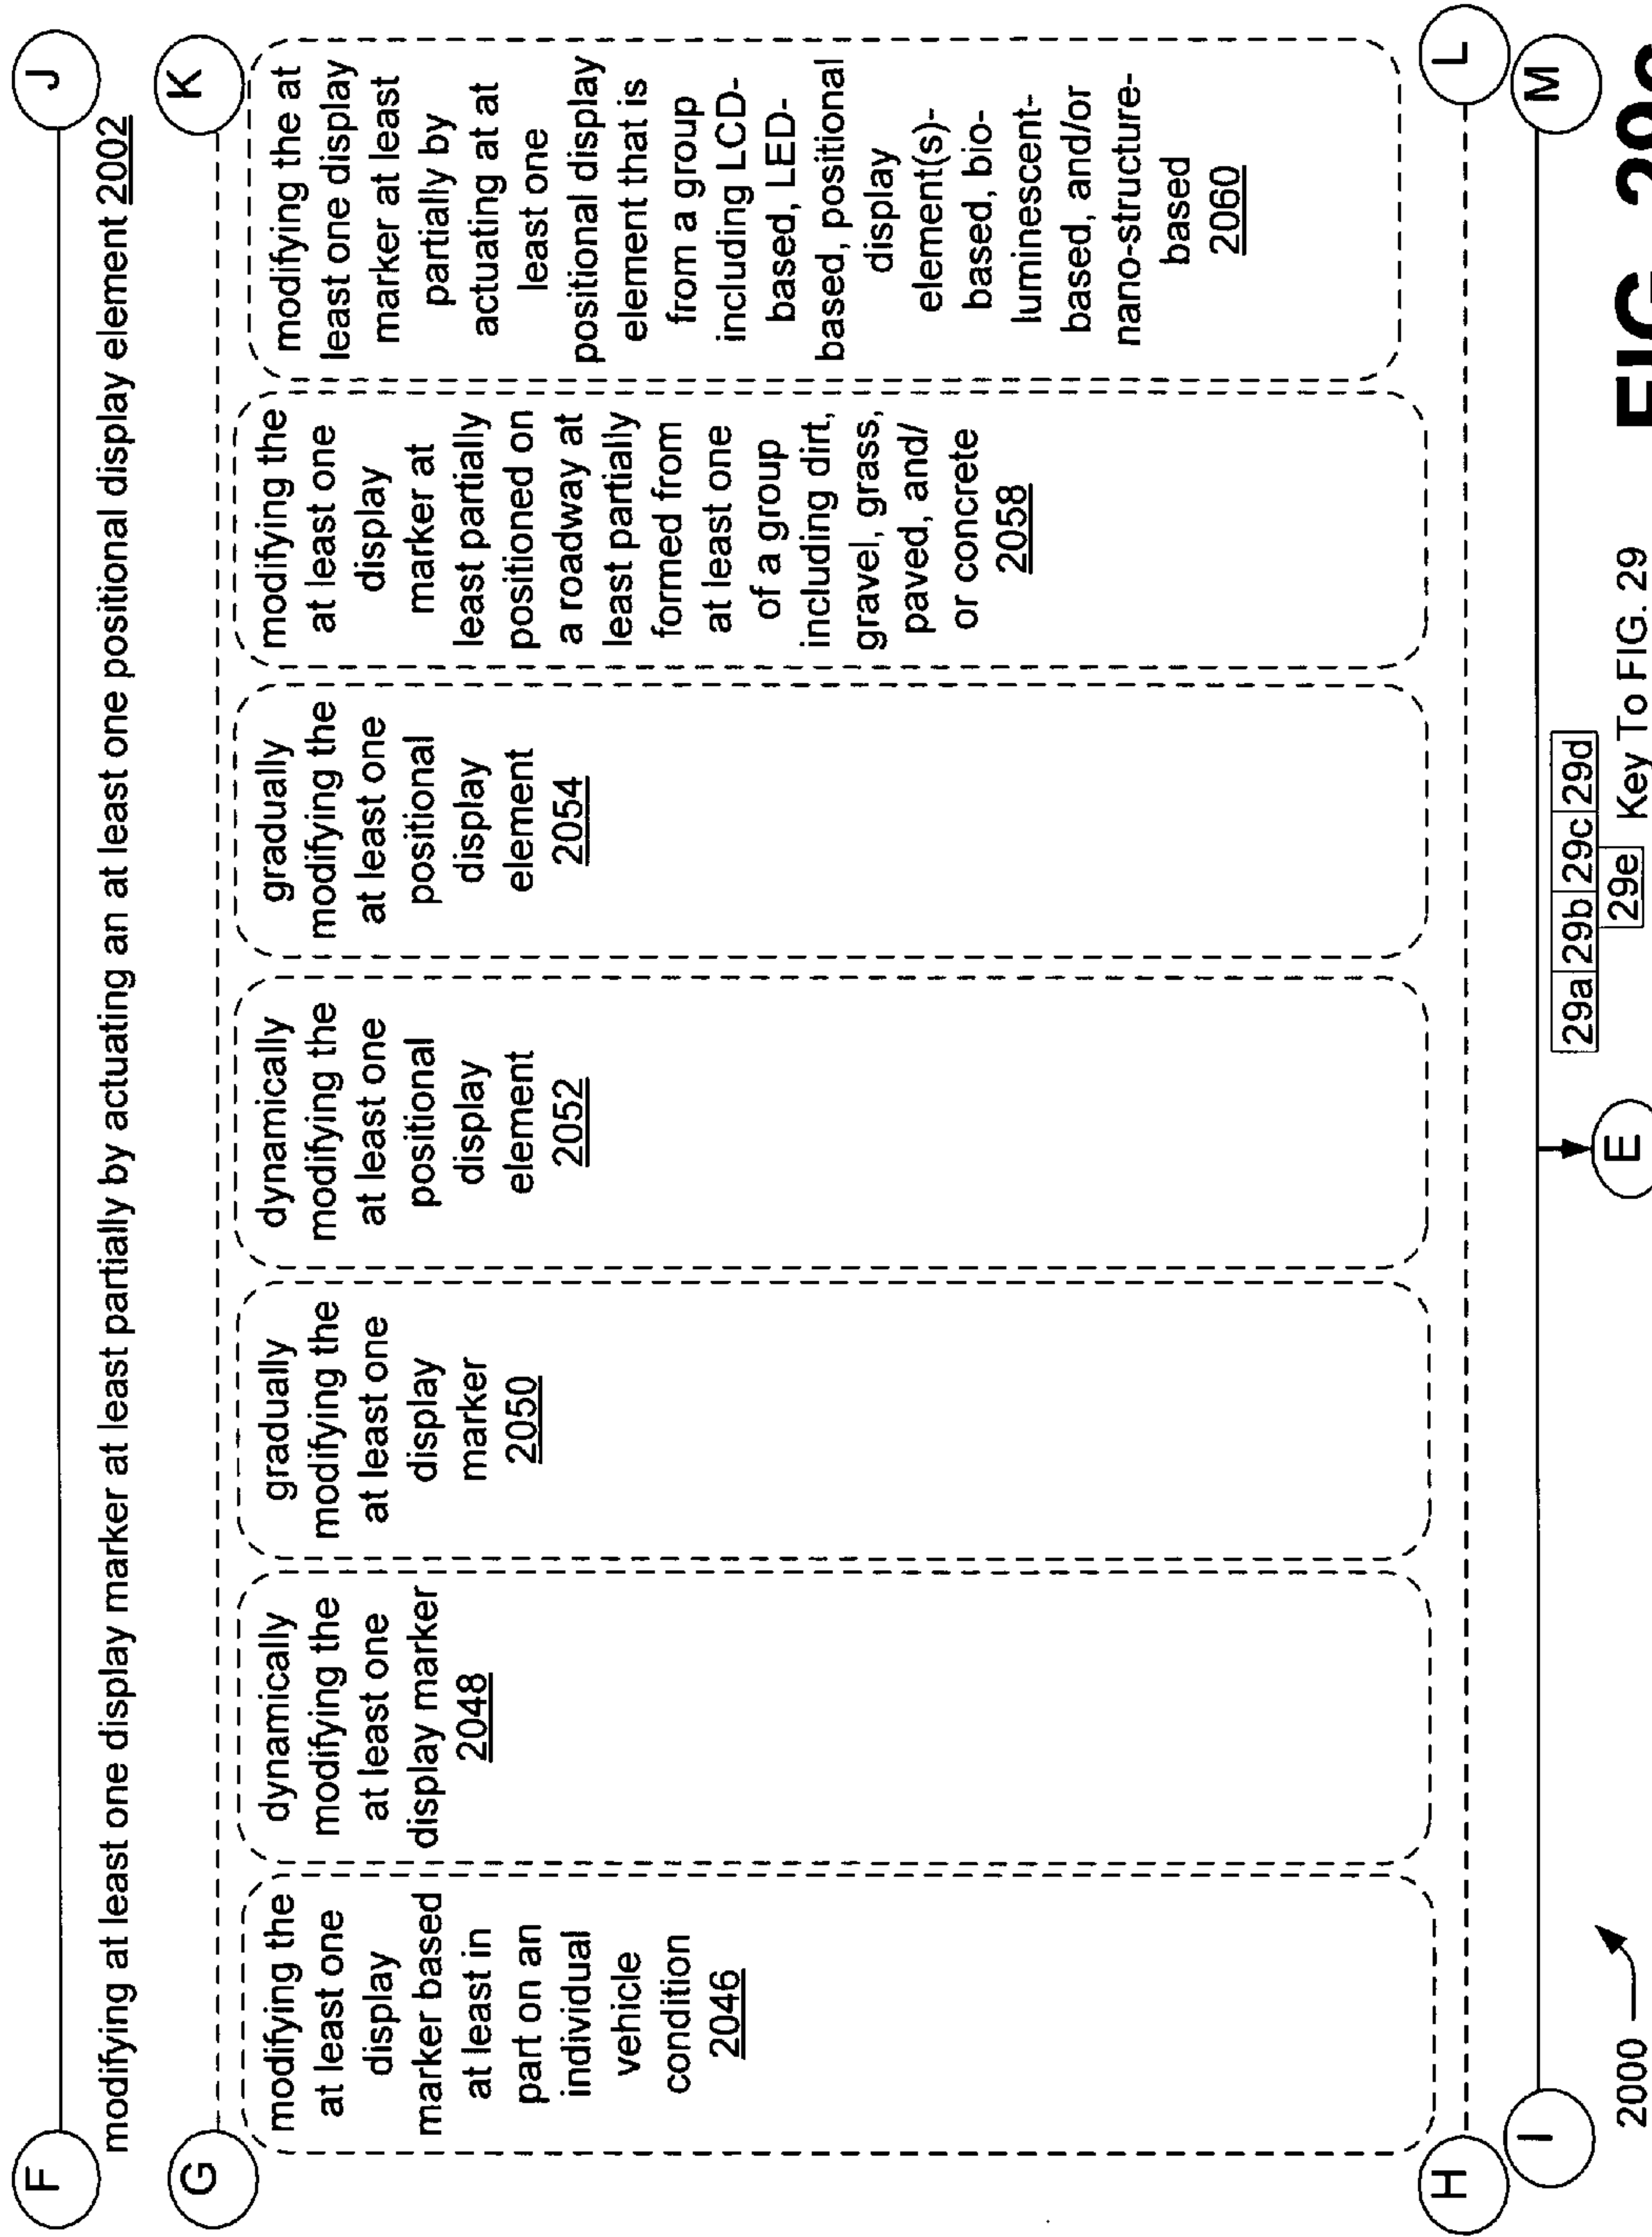 F
J
modifying at least one display marker at least partially by actuating an at least one positional display element 2002
G
K
modifying the
at least one
display
marker based
at least in
part on an
individual
vehicle
condition
2046
dynamically
modifying the
at least one
display marker
2048
gradually
modifying the
at least one
display
marker
2050
dynamically
modifying the
at least one
positional
display
element
2052
gradually
modifying the
at least one
positional
display
element
2054
modifying the
at least one
display
marker at
least partially
positioned on
a roadway at
least partially
formed from
at least one
of a group
including dirt,
gravel, grass,
paved, and/
or concrete
2058
modifying the at
least one display
marker at least
partially by
actuating at at
least one
positional display
element that is
from a group
including LCD-
based, LED-
based, positional
display
element(s)-
based, bio-
luminescent-
based, and/or
nano-structure-
based
2060
H
L
I
M
2000
E
29a 29b 29c 29d
29e
Key To FIG. 29
FIG. 29c